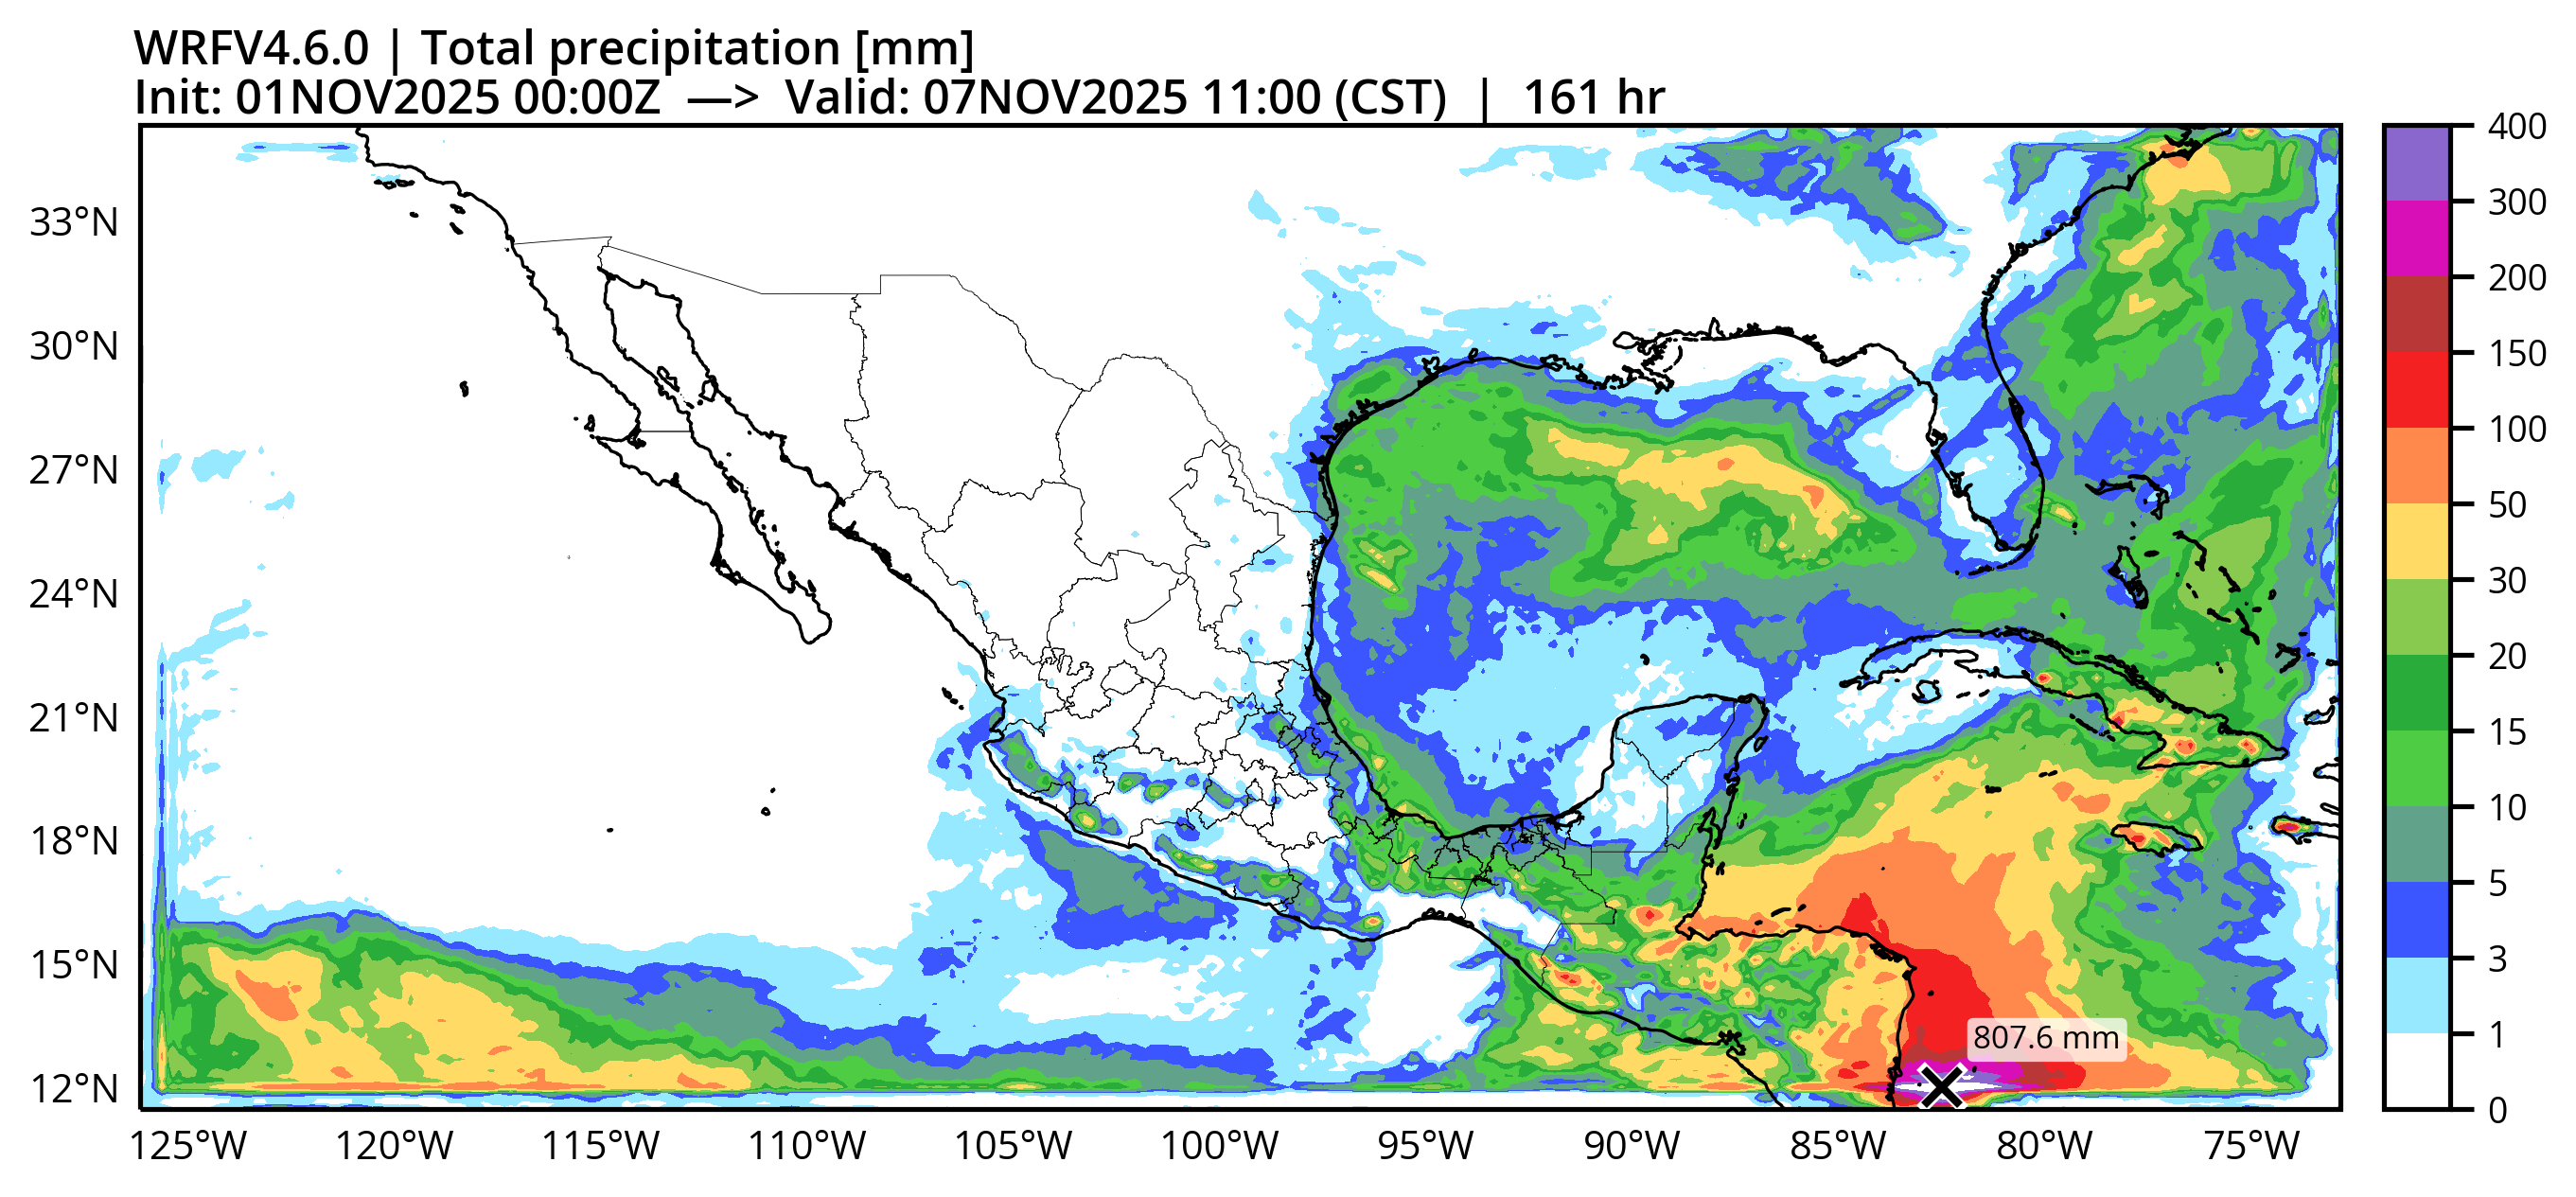 WRFV4.6.0 | Total precipitation [mm]
Init: 01NOV2025 00:00Z —> Valid: 07NOV2025 11:00 (CST) | 161 hr
33°N
30°N
27°N
24°N
21°N
18°N
15°N
12°N
125°W 120°W 115°W 110°W 105°W 100°W 95°W 90°W 85°W 80°W 75°W
807.6 mm
400
300
200
150
100
50
30
20
15
10
5
3
1
0